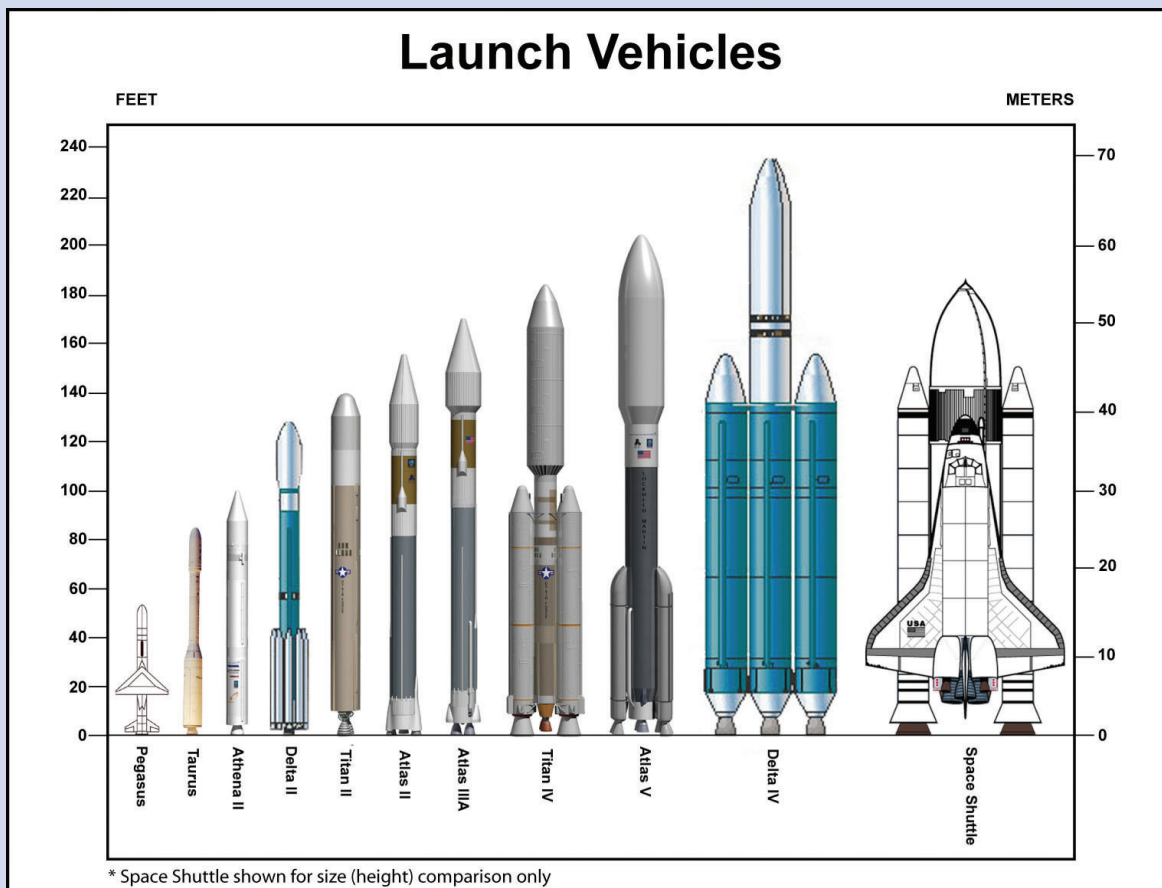 Launch Vehicles
FEET
METERS
240
220
200
180
160
140
120
100
80
60
40
20
0
70
60
50
40
30
20
10
0
LOCKHEED MARTIN
USA
Pegasus
Taurus
Athena II
Delta II
Titan II
Atlas II
Atlas IIIA
Titan IV
Atlas V
Delta IV
Space Shuttle
* Space Shuttle shown for size (height) comparison only